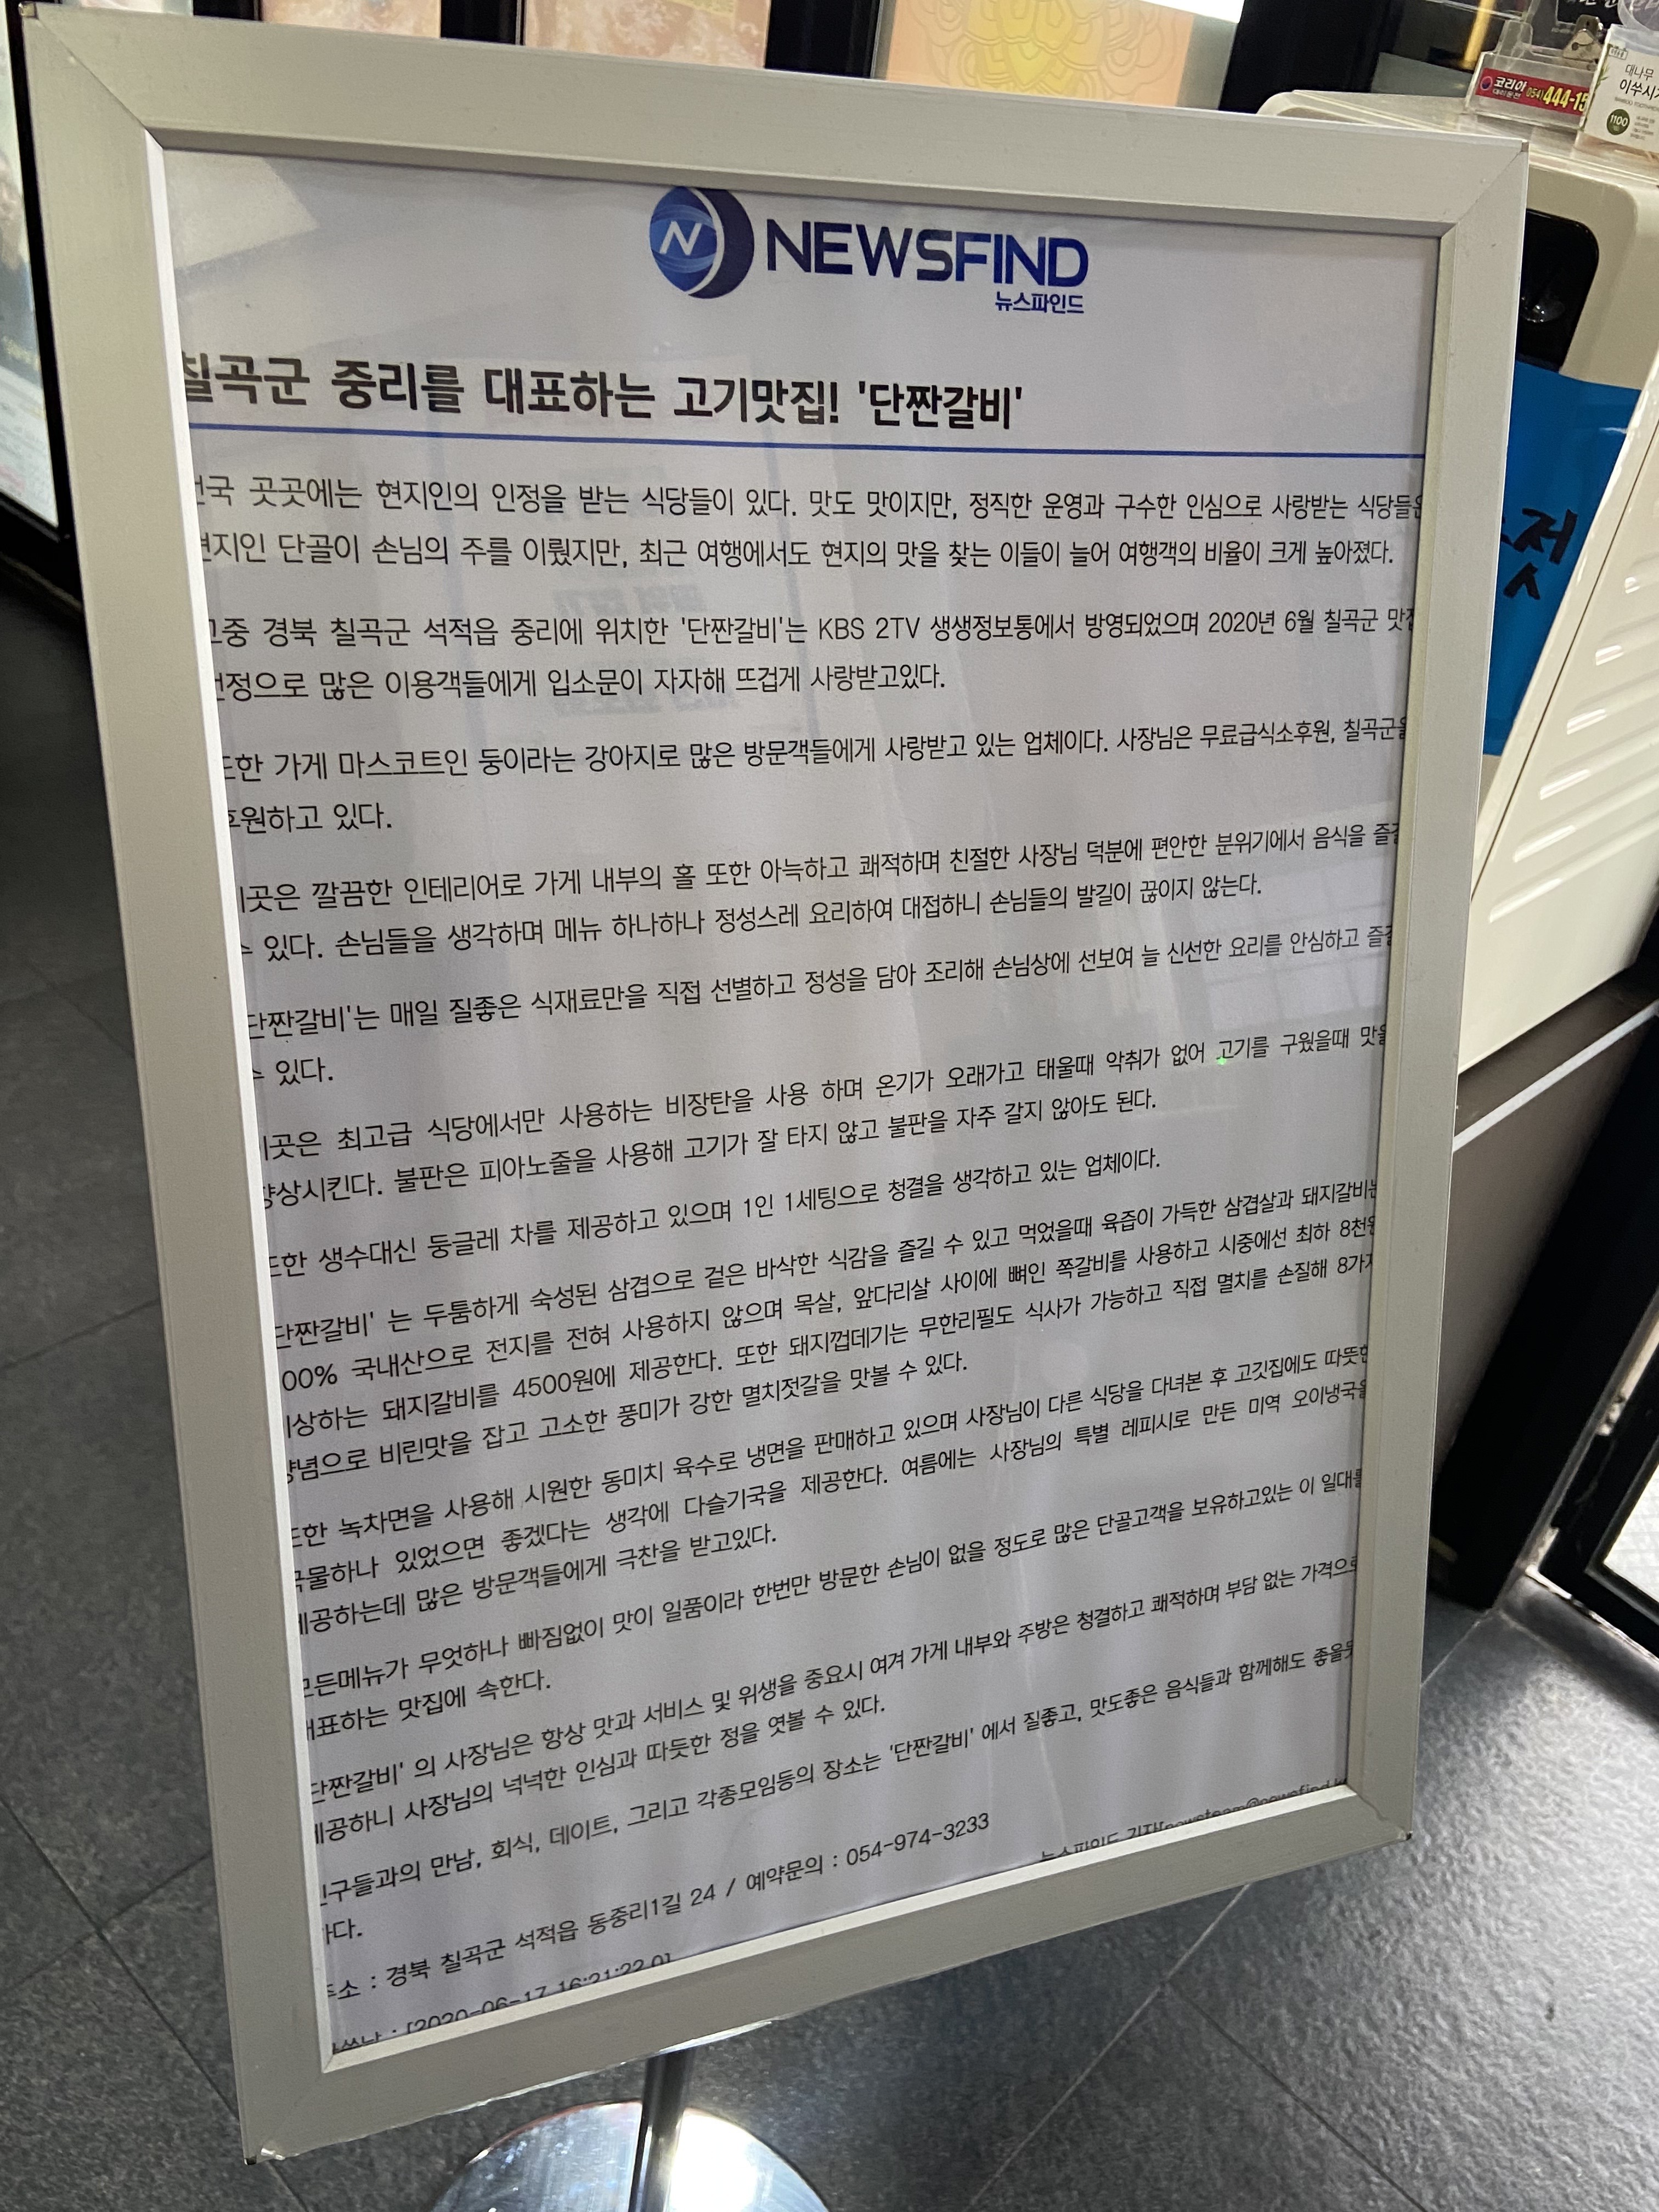 NEWSFIND
뉴스파인드
칠곡군 중리를 대표하는 고기맛집! '단짠갈비'
곳곳에는 현지인의 인정을 받는 식당들이 있다. 맛도 맛이지만, 정직한 운영과 구수한 인심으로 사랑받는 식당들은
단골이 손님의 주를 이뤘지만, 최근 여행에서도 현지의 맛을 찾는 이들이 늘어 여행객의 비율이 크게 높아졌다.
경북 칠곡군 석적읍 중리에 위치한 '단짠갈비'는 KBS 2TV 생생정보통에서 방영되었으며 2020년 6월 칠곡군
많은 이용객들에게 입소문이 자자해 뜨겁게 사랑받고있다.
또한 가게 마스코트인 둥이라는 강아지로 많은 방문객들에게 사랑받고 있는 업체이다. 사장님은 무료급식소후원, 칠곡군을
후원하고 있다.
이곳은 깔끔한 인테리어로 가게 내부의 홀 또한 아늑하고 쾌적하며 친절한 사장님 덕분에 편안한 분위기에서 음식을 즐길
수 있다. 손님들을 생각하며 메뉴 하나하나 정성스레 요리하여 대접하니 손님들의 발길이 끊이지 않는다.
단짠갈비'는 매일 질좋은 식재료만을 직접 선별하고 정성을 담아 조리해 손님상에 선보여 늘 신선한 요리를 안심하고 즐길
수 있다.
이곳은 최고급 식당에서만 사용하는 비장탄을 사용 하며 온기가 오래가고 태울때 악취가 없어 고기를 구웠을때 맛을
향상시킨다. 불판은 피아노줄을 사용해 고기가 잘 타지 않고 불판을 자주 갈지 않아도 된다.
또한 생수대신 둥글레 차를 제공하고 있으며 1인 1세팅으로 청결을 생각하고 있는 업체이다.
단짠갈비' 는 두툼하게 숙성된 삼겹으로 겉은 바삭한 식감을 즐길 수 있고 먹었을때 육즙이 가득한 삼겹살과 돼지갈비는
00% 국내산으로 전지를 전혀 사용하지 않으며 목살, 앞다리살 사이에 뼈인 쪽갈비를 사용하고 시중에선 최하 8천원
이상하는 돼지갈비를 4500원에 제공한다. 또한 돼지껍데기는 무한리필도 식사가 가능하고 직접 멸치를 손질해 8가지
양념으로 비린맛을 잡고 고소한 풍미가 강한 멸치젓갈을 맛볼 수 있다.
또한 녹차면을 사용해 시원한 동미치 육수로 냉면을 판매하고 있으며 사장님이 다른 식당을 다녀본 후 고깃집에도 따뜻한
국물하나 있었으면 좋겠다는 생각에 다슬기국을 제공한다. 여름에는 사장님의 특별 레피시로 만든 미역 오이냉국을
제공하는데 많은 방문객들에게 극찬을 받고있다.
모든메뉴가 무엇하나 빠짐없이 맛이 일품이라 한번만 방문한 손님이 없을 정도로 많은 단골고객을 보유하고있는 이 일대를
대표하는 맛집에 속한다.
단짠갈비' 의 사장님은 항상 맛과 서비스 및 위생을 중요시 여겨 가게 내부와 주방은 청결하고 쾌적하며 부담 없는 가격으로
제공하니 사장님의 넉넉한 인심과 따듯한 정을 엿볼 수 있다.
친구들과의 만남, 회식, 데이트, 그리고 각종모임등의 장소는 '단짠갈비' 에서 질좋고, 맛도좋은 음식들과 함께해도 좋을듯
하다.
주소 : 경북 칠곡군 석적읍 동중리1길 24 / 예약문의 : 054-974-3233
뉴스파인드 기자
[2020-06-17 16:21:22.0]
코리아
대리운전
054)
444-15
대나무
이쑤시개
1100